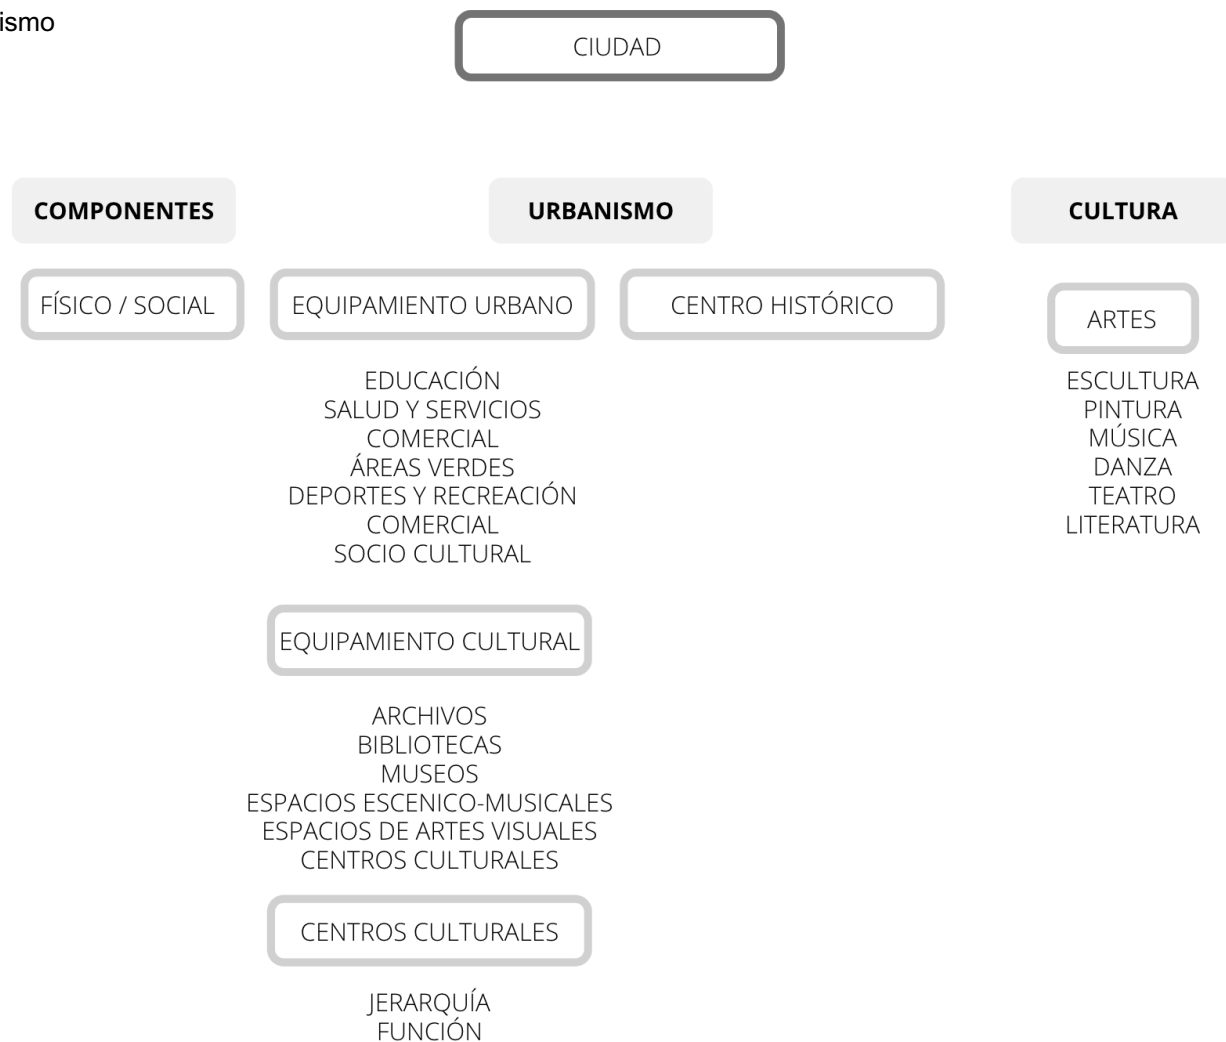 ismo
CIUDAD
COMPONENTES
URBANISMO
CULTURA
FÍSICO / SOCIAL
EQUIPAMIENTO URBANO
CENTRO HISTÓRICO
ARTES
EDUCACIÓN
SALUD Y SERVICIOS
COMERCIAL
ÁREAS VERDES
DEPORTES Y RECREACIÓN
COMERCIAL
SOCIO CULTURAL
ESCULTURA
PINTURA
MÚSICA
DANZA
TEATRO
LITERATURA
EQUIPAMIENTO CULTURAL
ARCHIVOS
BIBLIOTECAS
MUSEOS
ESPACIOS ESCENICO-MUSICALES
ESPACIOS DE ARTES VISUALES
CENTROS CULTURALES
CENTROS CULTURALES
JERARQUÍA
FUNCIÓN